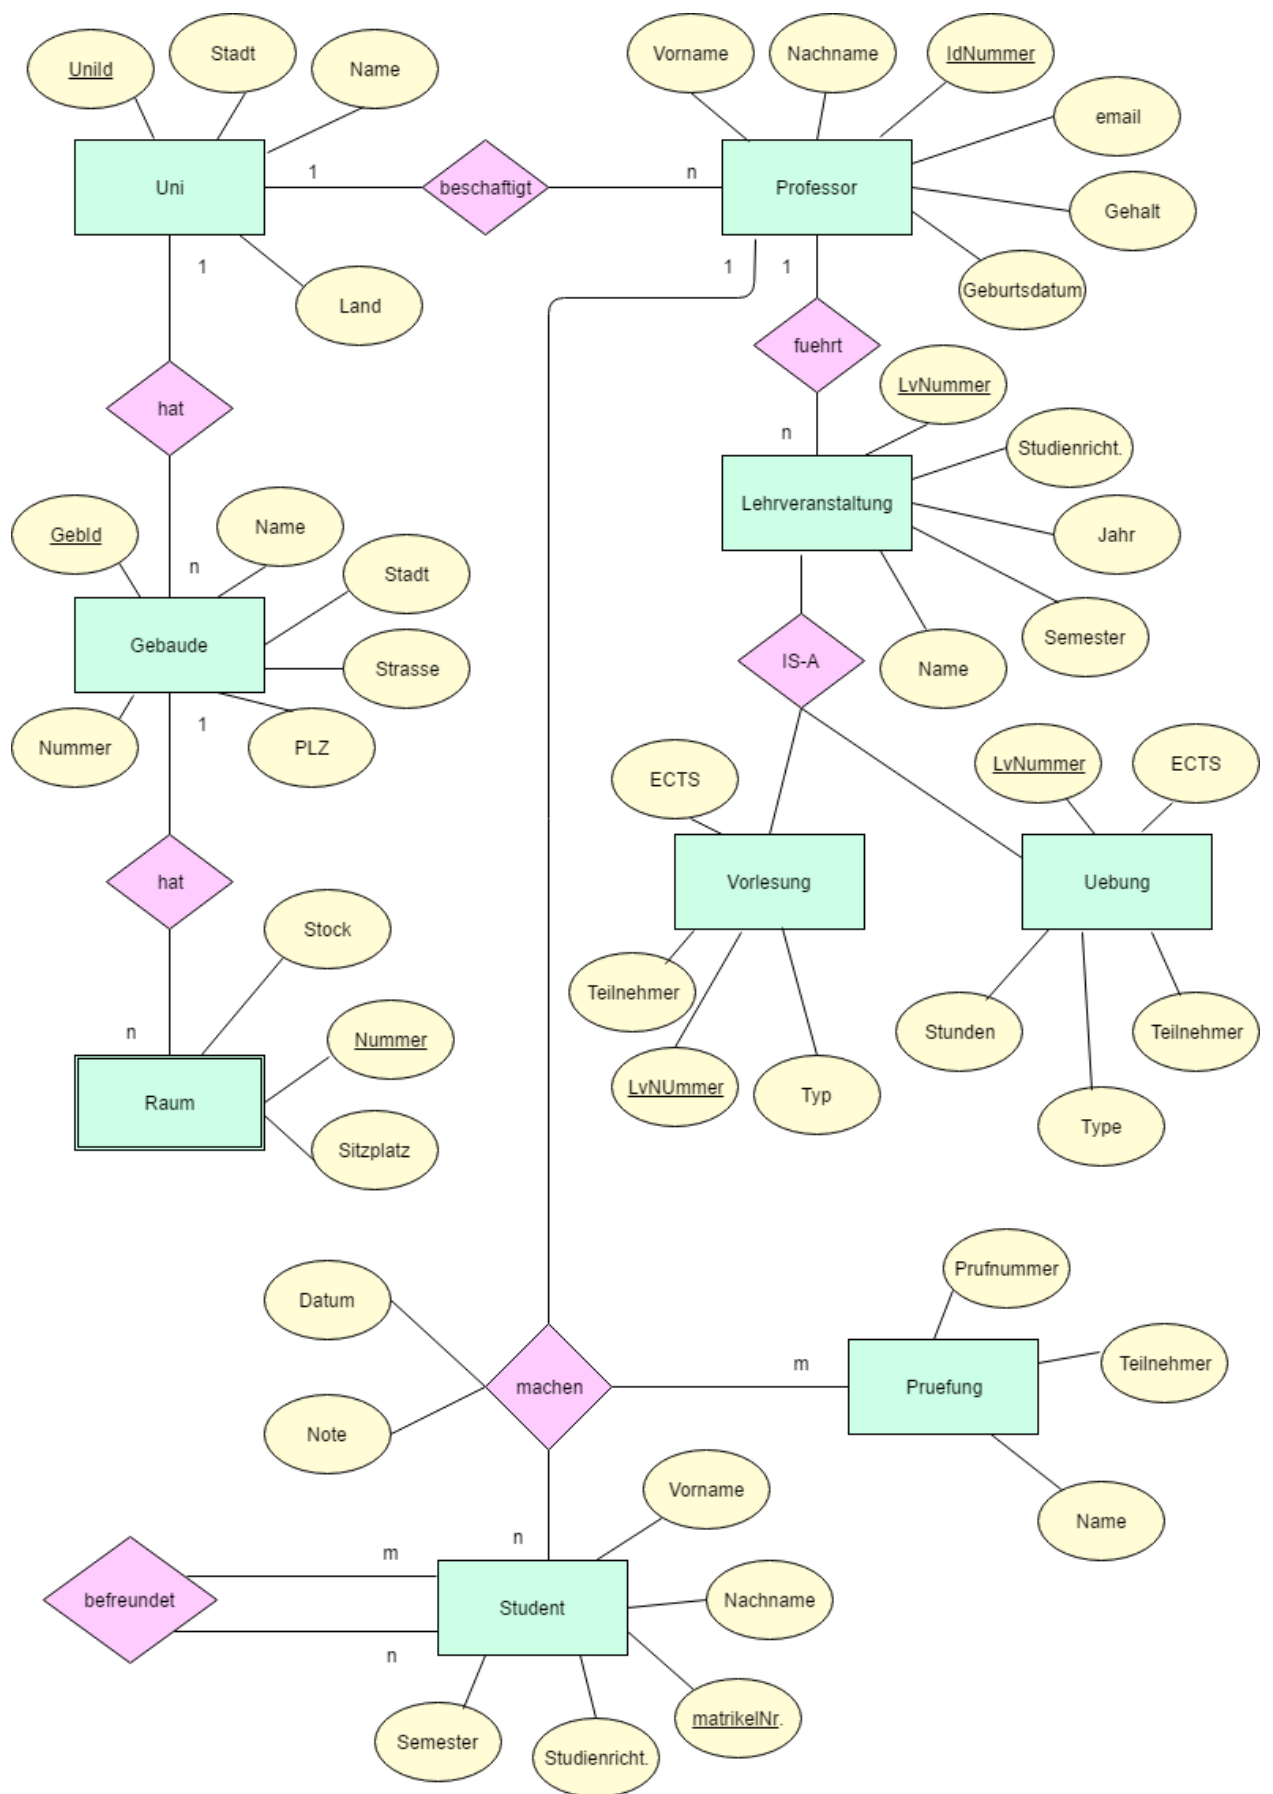 UniId
Stadt
Name
Vorname
Nachname
IdNummer
email
Uni
1
beschaftigt
n
Professor
Gehalt
1
Land
1
1
Geburtsdatum
fuehrt
hat
LvNummer
n
Studienricht.
Lehrveranstaltung
GebId
Name
Jahr
n
Stadt
Gebaude
Strasse
IS-A
Name
Semester
Nummer
1
PLZ
ECTS
LvNummer
ECTS
hat
Vorlesung
Uebung
Stock
Teilnehmer
n
Nummer
Stunden
Teilnehmer
Raum
LvNUmmer
Typ
Type
Sitzplatz
Prufnummer
Datum
m
Teilnehmer
machen
Pruefung
Note
Vorname
Name
n
m
befreundet
Student
Nachname
n
matrikelNr.
Semester
Studienricht.